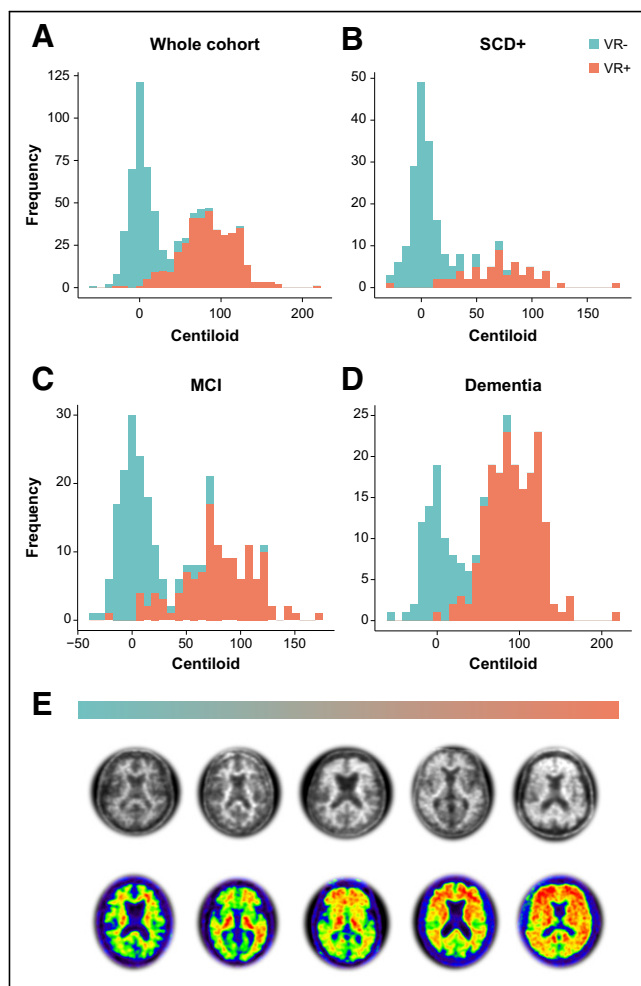 A
Whole cohort
Frequency
125
100
75
50
25
0
0
100
200
Centiloid
B
SCD+
VR-
VR+
50
40
30
20
10
0
0
50
100
150
Centiloid
C
MCI
Frequency
30
20
10
0
−50
0
50
100
150
Centiloid
D
Dementia
25
20
15
10
5
0
0
100
200
Centiloid
E